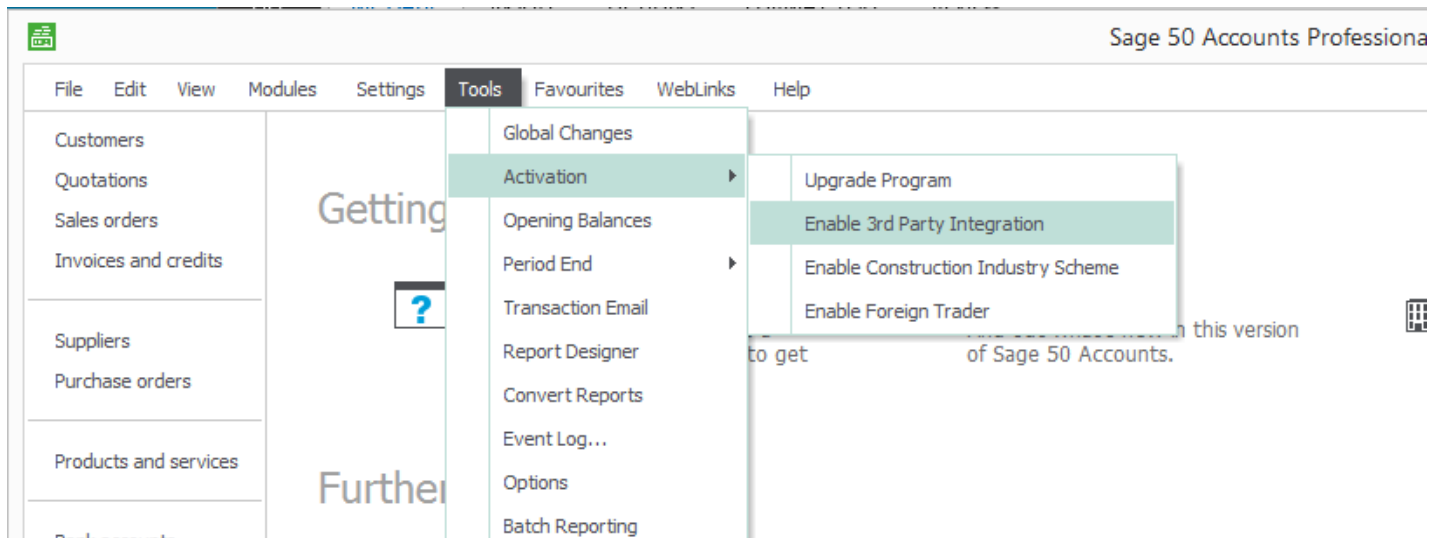 Sage 50 Accounts Professiona
File Edit View Modules Settings Tools Favourites WebLinks Help
Customers
Quotations
Sales orders
Invoices and credits
Suppliers
Purchase orders
Products and services
Getting
?
Further
Global Changes
Activation
Opening Balances
Period End
Transaction Email
Report Designer
Convert Reports
Event Log...
Options
Batch Reporting
Upgrade Program
Enable 3rd Party Integration
Enable Construction Industry Scheme
Enable Foreign Trader
to get
this version
of Sage 50 Accounts.